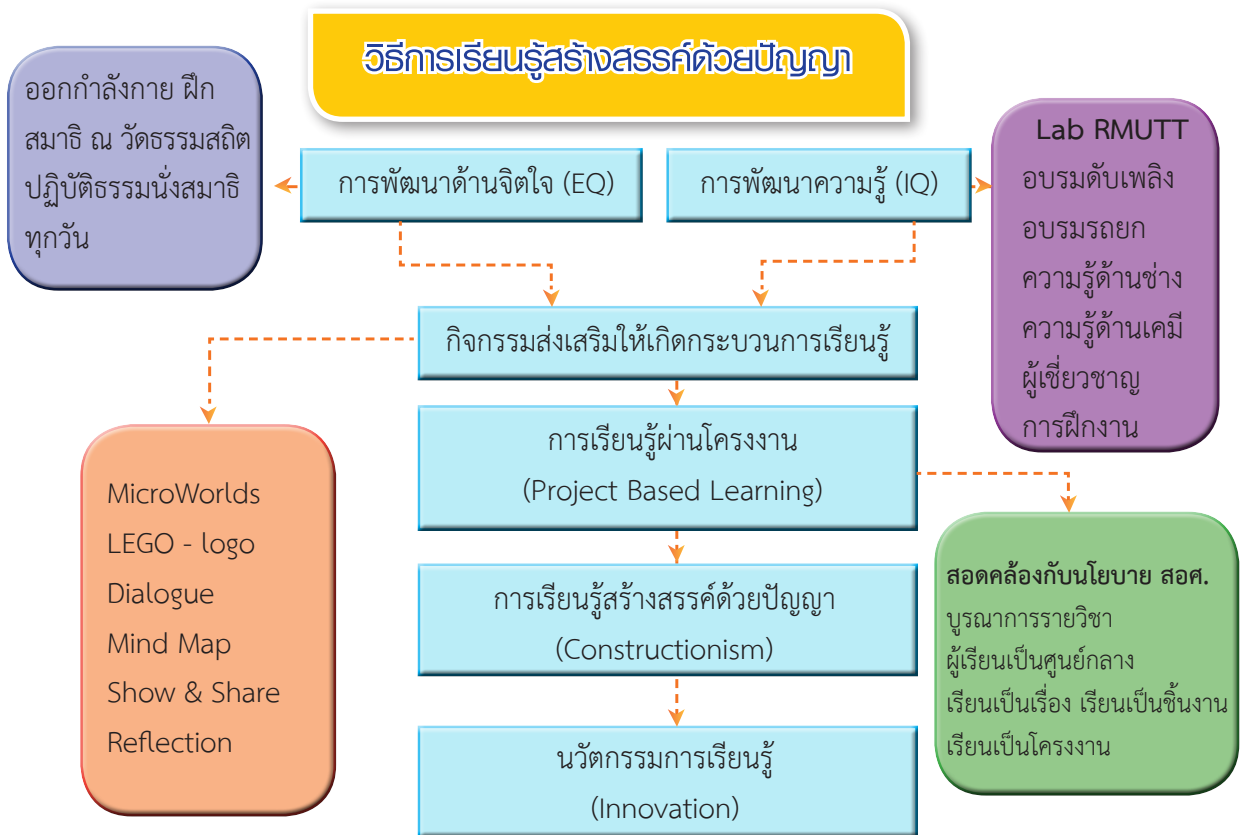 วิธีการเรียนรู้สร้างสรรค์ด้วยปัญญา
ออกกำลังกาย ฝึก
สมาธิ ณ วัดธรรมสถิต
ปฏิบัติธรรมนั่งสมาธิ
ทุกวัน
การพัฒนาด้านจิตใจ (EQ)
การพัฒนาความรู้ (IQ)
Lab RMUTT
อบรมดับเพลิง
อบรมรถยก
ความรู้ด้านช่าง
ความรู้ด้านเคมี
ผู้เชี่ยวชาญ
การฝึกงาน
กิจกรรมส่งเสริมให้เกิดกระบวนการเรียนรู้
MicroWorlds
LEGO - logo
Dialogue
Mind Map
Show & Share
Reflection
การเรียนรู้ผ่านโครงงาน
(Project Based Learning)
สอดคล้องกับนโยบาย สอศ.
บูรณาการรายวิชา
ผู้เรียนเป็นศูนย์กลาง
เรียนเป็นเรื่อง เรียนเป็นชิ้นงาน
เรียนเป็นโครงงาน
การเรียนรู้สร้างสรรค์ด้วยปัญญา
(Constructionism)
นวัตกรรมการเรียนรู้
(Innovation)